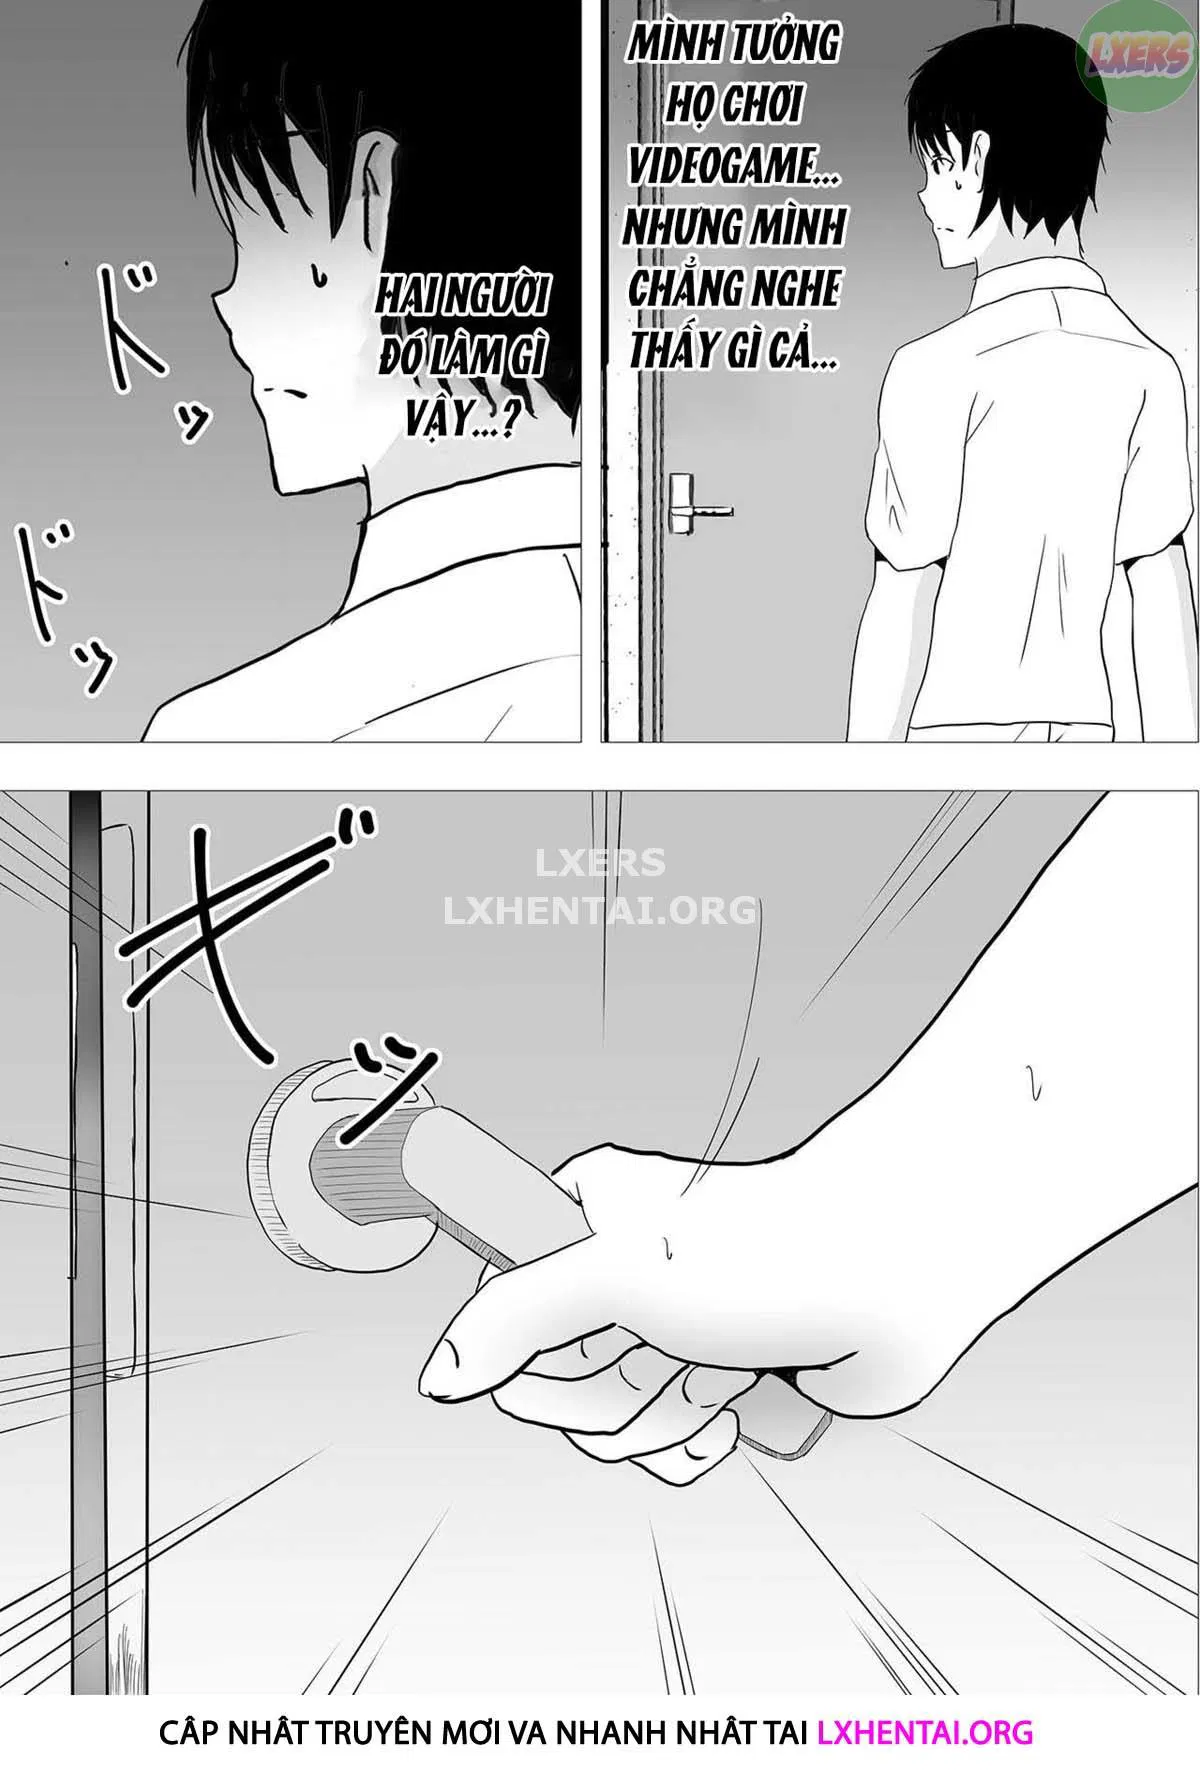 LXERS
MÌNH TƯỞNG
HỌ CHƠI
VIDEOGAME...
NHƯNG MÌNH
CHẲNG NGHE
THẤY GÌ CẢ...
HAI NGƯỜI
ĐÓ LÀM GÌ
VẬY...?
ドッ
ドッ
ギッ
LXERS
LXHENTAI.ORG
CẬP NHẬT TRUYỆN MỚI VÀ NHANH NHẤT TẠI LXHENTAI.ORG